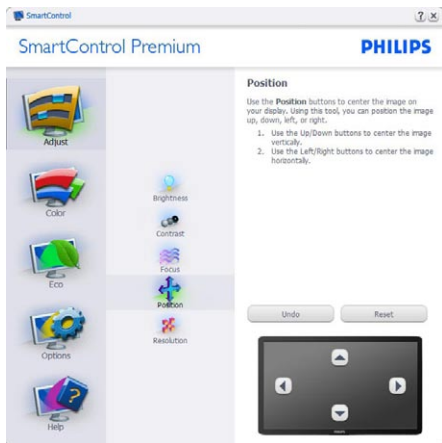 SmartControl
SmartControl Premium
PHILIPS
Adjust
Color
Eco
Options
Help
Brightness
Contrast
Focus
Position
Resolution
Position
Use the Position buttons to center the image on
your display. Using this tool, you can position the image
up, down, left, or right.
1. Use the Up/Down buttons to center the image
vertically.
2. Use the Left/Right buttons to center the image
horizontally.
Undo
Reset
PHILIPS